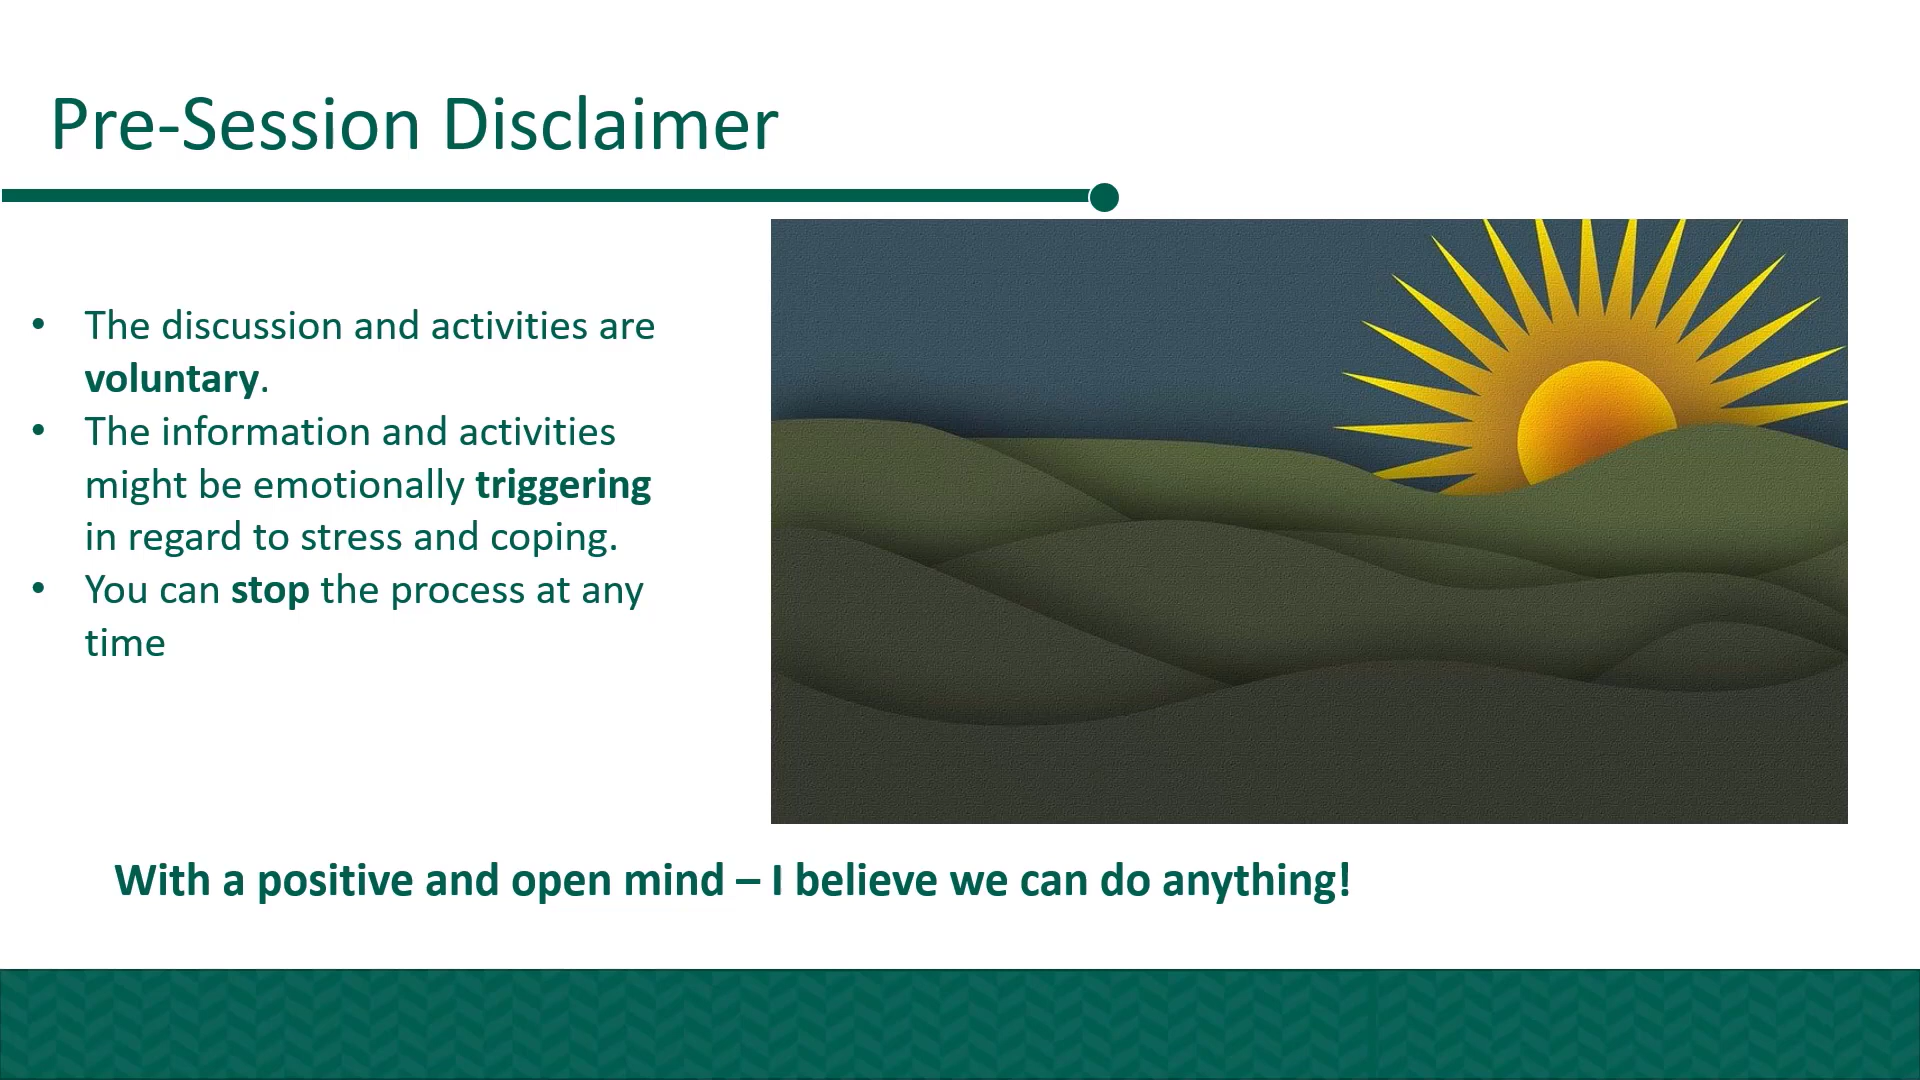 Pre-Session Disclaimer
• The discussion and activities are
voluntary.
• The information and activities
might be emotionally triggering
in regard to stress and coping.
• You can stop the process at any
time
With a positive and open mind – I believe we can do anything!